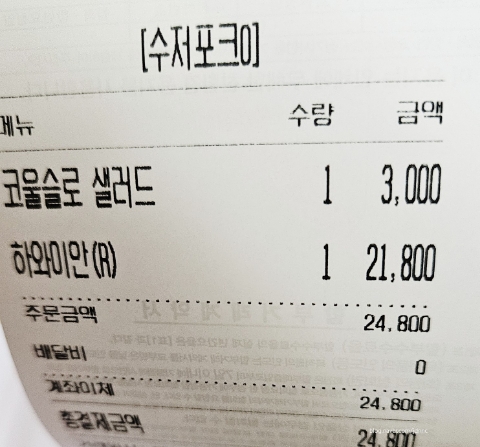 [수저포크0]
메뉴 수량 금액
코울슬로 샐러드 1 3,000
하와이안(R) 1 21,800
주문금액 24,800
배달비 0
계좌이체 24,800
총결제금액 24,800